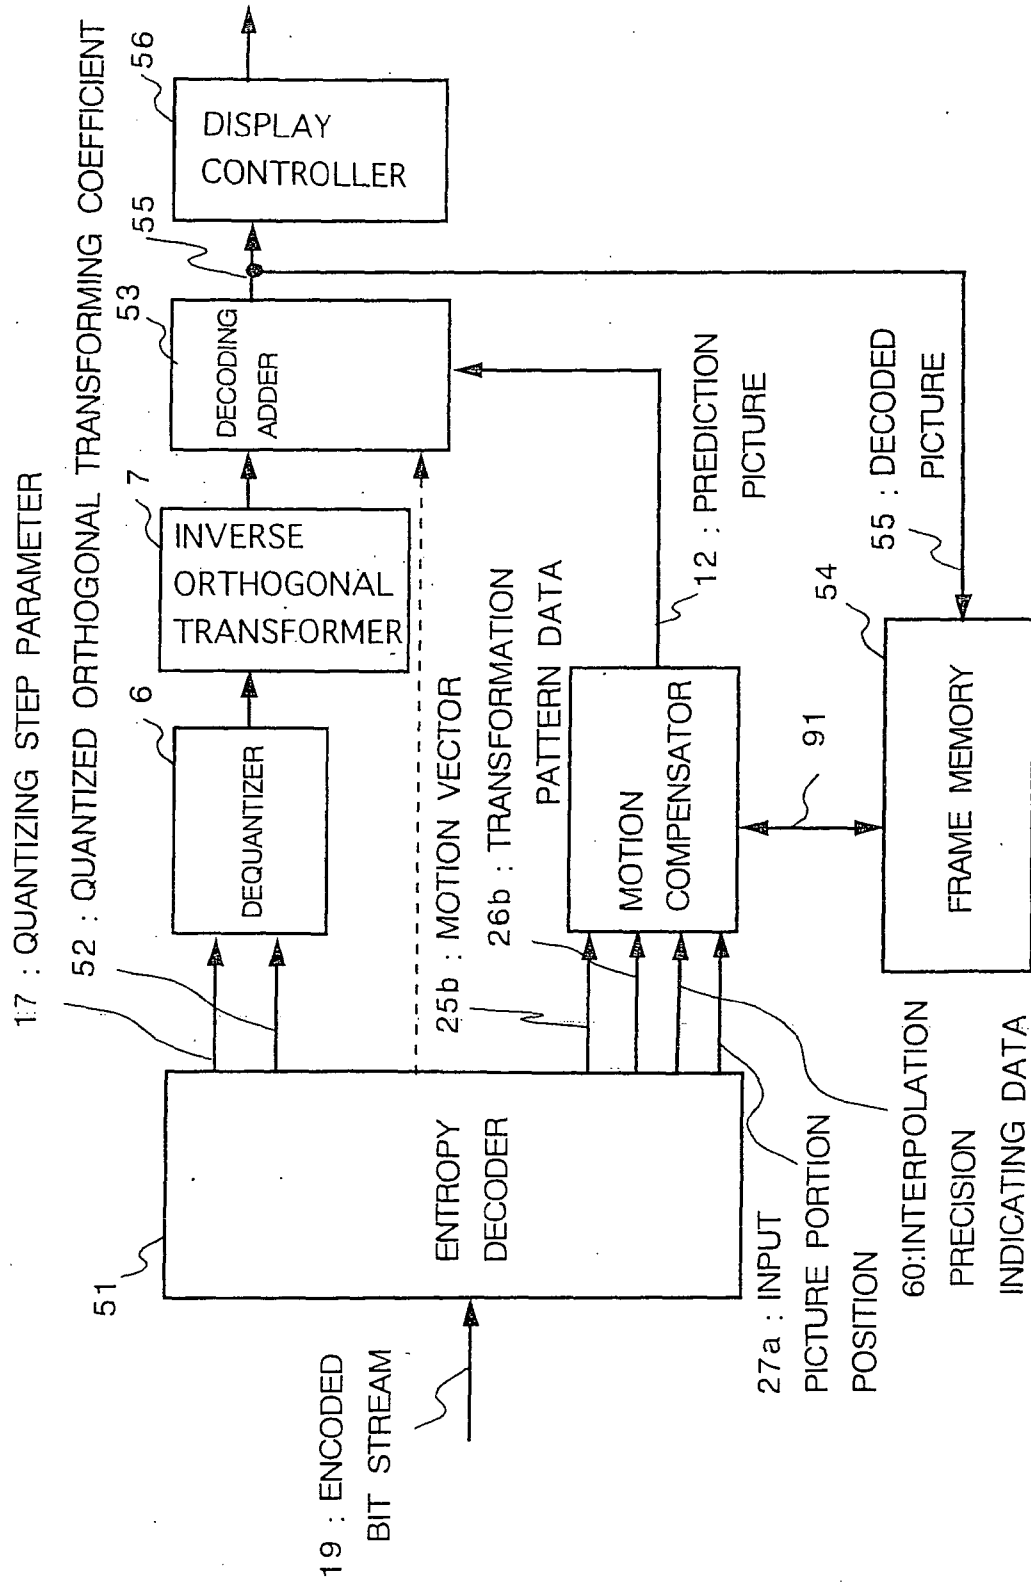 17 : QUANTIZING STEP PARAMETER
52 : QUANTIZED ORTHOGONAL TRANSFORMING COEFFICIENT
51
ENTROPY
DECODER
19 : ENCODED
BIT STREAM
6
DEQUANTIZER
7
INVERSE
ORTHOGONAL
TRANSFORMER
53
DECODING
ADDER
55
56
DISPLAY
CONTROLLER
25b : MOTION VECTOR
26b : TRANSFORMATION
PATTERN DATA
MOTION
COMPENSATOR
12 : PREDICTION
PICTURE
27a : INPUT
PICTURE PORTION
POSITION
60:INTERPOLATION
PRECISION
INDICATING DATA
91
54
FRAME MEMORY
55 : DECODED
PICTURE